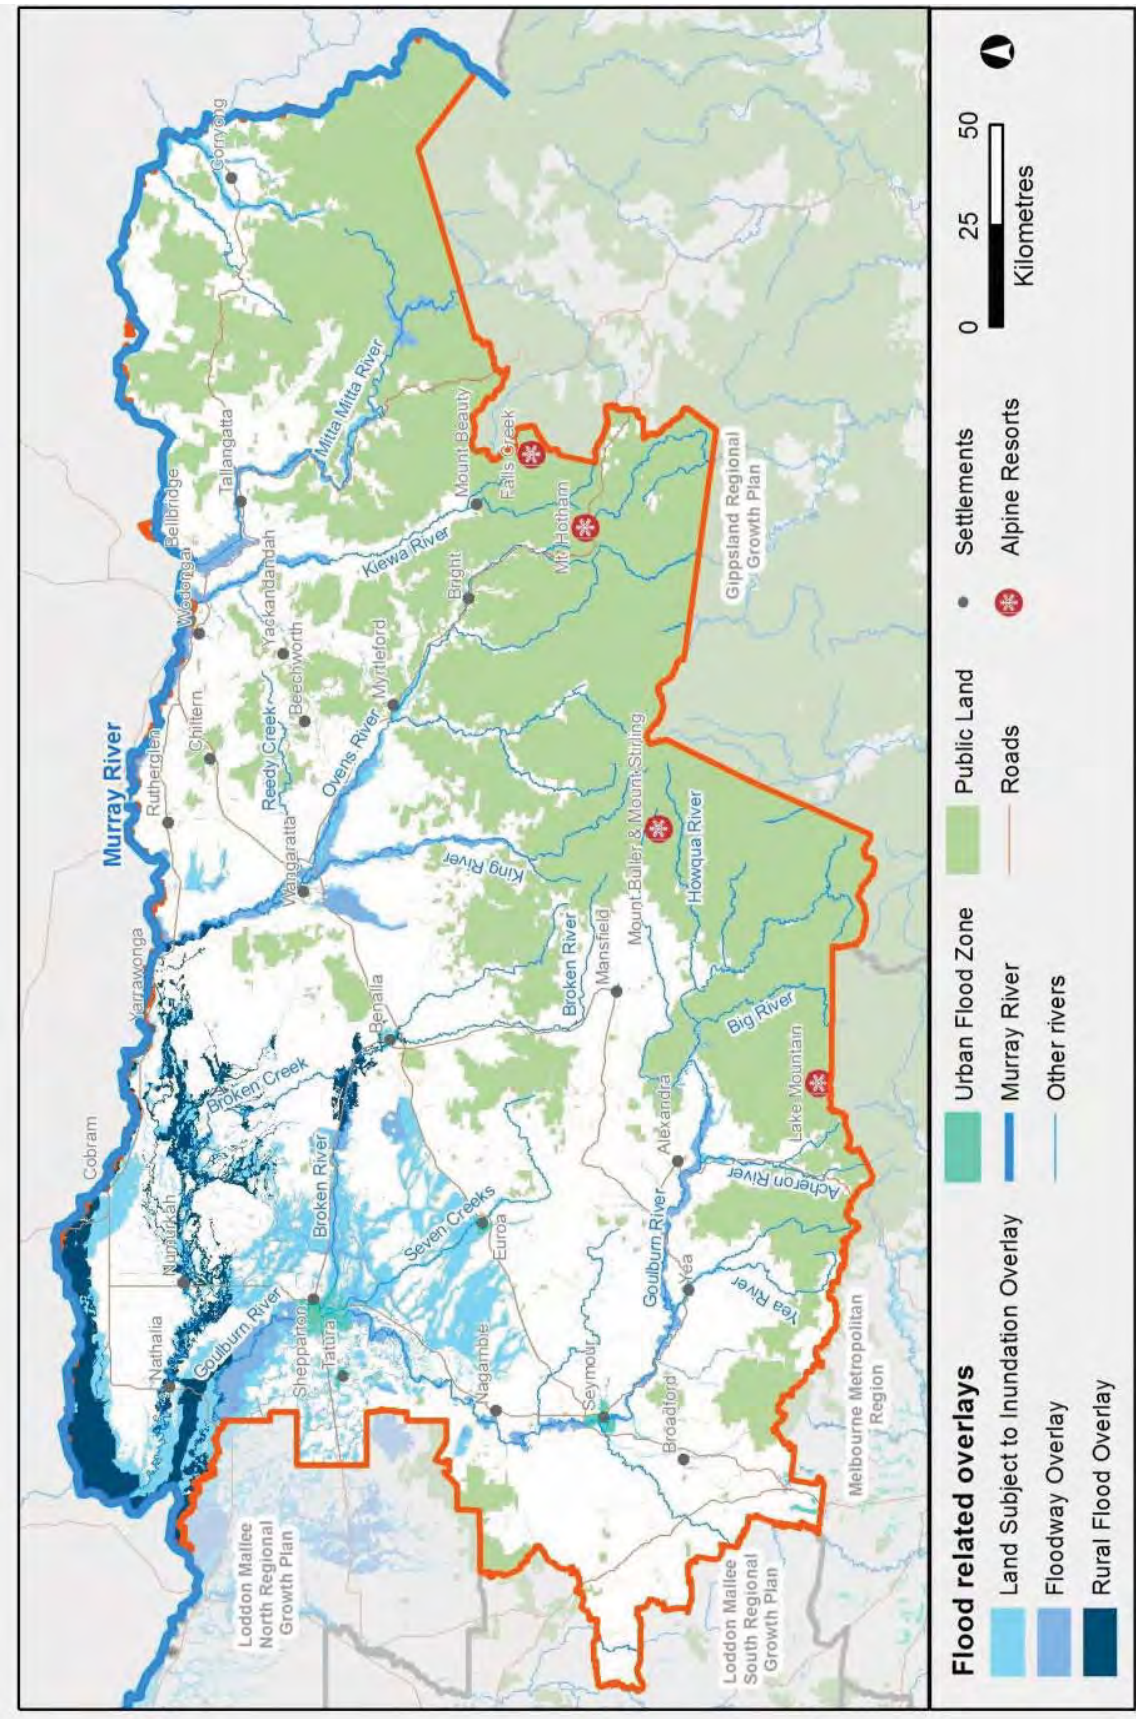 Murray River
Corryong
Cobram
Yarrawonga
Rutherglen
Chiltern
Wodonga
Bellbridge
Tallangatta
Mitta Mitta River
Nathalia
Numurkah
Goulburn River
Broken Creek
Reedy Creek
Yackandandah
Beechworth
Kiewa River
Shepparton
Tatura
Broken River
Wangaratta
Ovens River
Myrtleford
Benalla
Bright
Mount Beauty
Falls Creek
Seven Creeks
King River
Mt. Hotham
Nagambie
Euroa
Broken River
Mansfield
Mount Buller & Mount Stirling
Howqua River
Seymour
Goulburn River
Alexandra
Big River
Broadford
Yea
Yea River
Acheron River
Lake Mountain
Loddon Mallee
North Regional
Growth Plan
Loddon Mallee
South Regional
Growth Plan
Melbourne Metropolitan
Region
Gippsland Regional
Growth Plan
Flood related overlays
Land Subject to Inundation Overlay
Floodway Overlay
Rural Flood Overlay
Urban Flood Zone
Murray River
Other rivers
Public Land
Roads
Settlements
Alpine Resorts
0 25 50
Kilometres